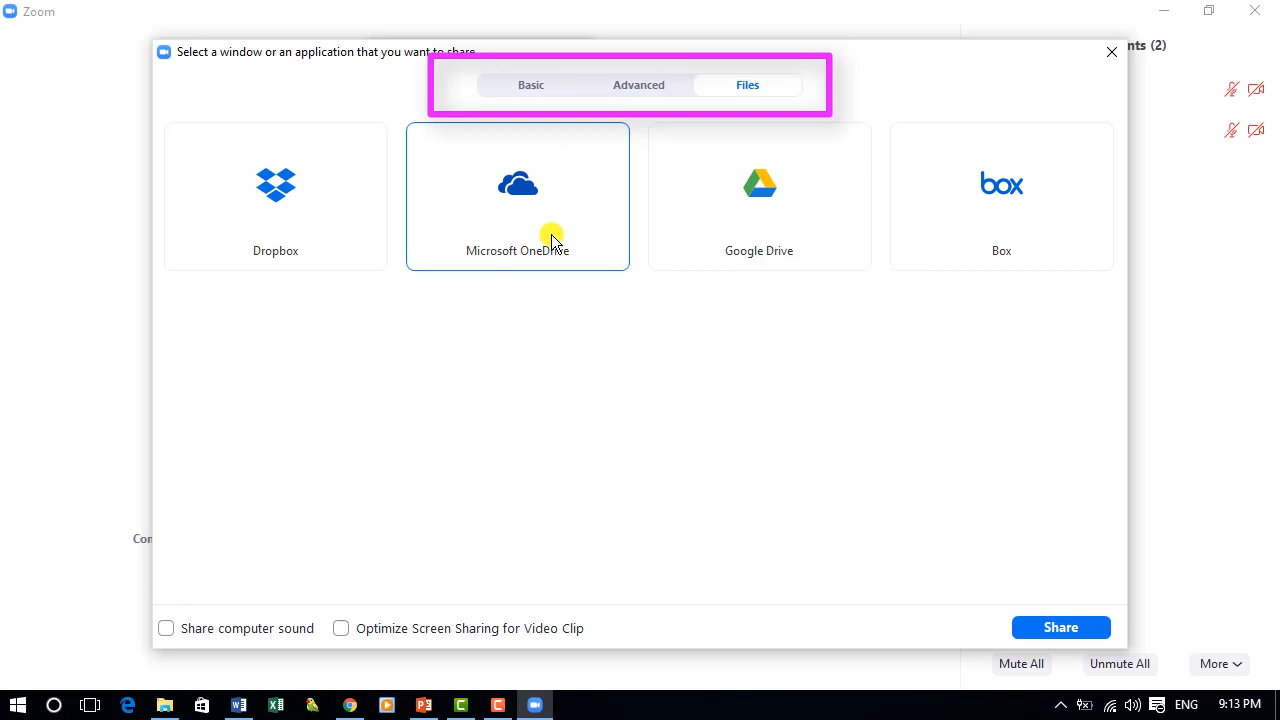 Zoom
Select a window or an application that you want to share
nts (2)
Basic Advanced Files
Dropbox Microsoft OneDrive Google Drive box Box
Con
Share computer sound Optimize Screen Sharing for Video Clip Share
Mute All Unmute All More
ENG 9:13 PM